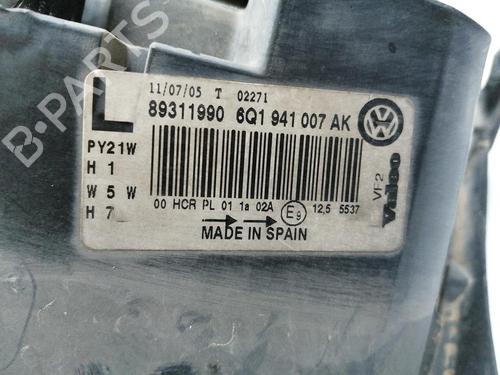 11/07/05 T 02271
L 89311990 6Q1 941 007 AK
PY21W
H 1
W 5 W
H 7
00 HCR PL 01 1a 02A E9 12,5 5537
MADE IN SPAIN
VF2
Valeo
B-PARTS